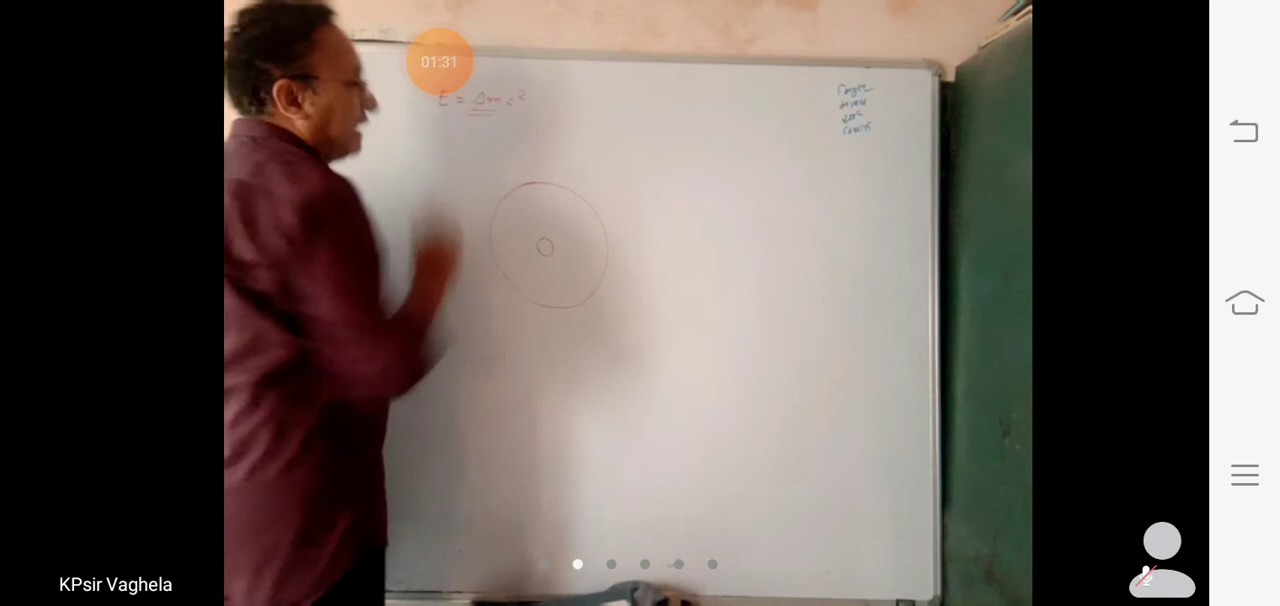 01:31
E = Δm c²
KPsir Vaghela